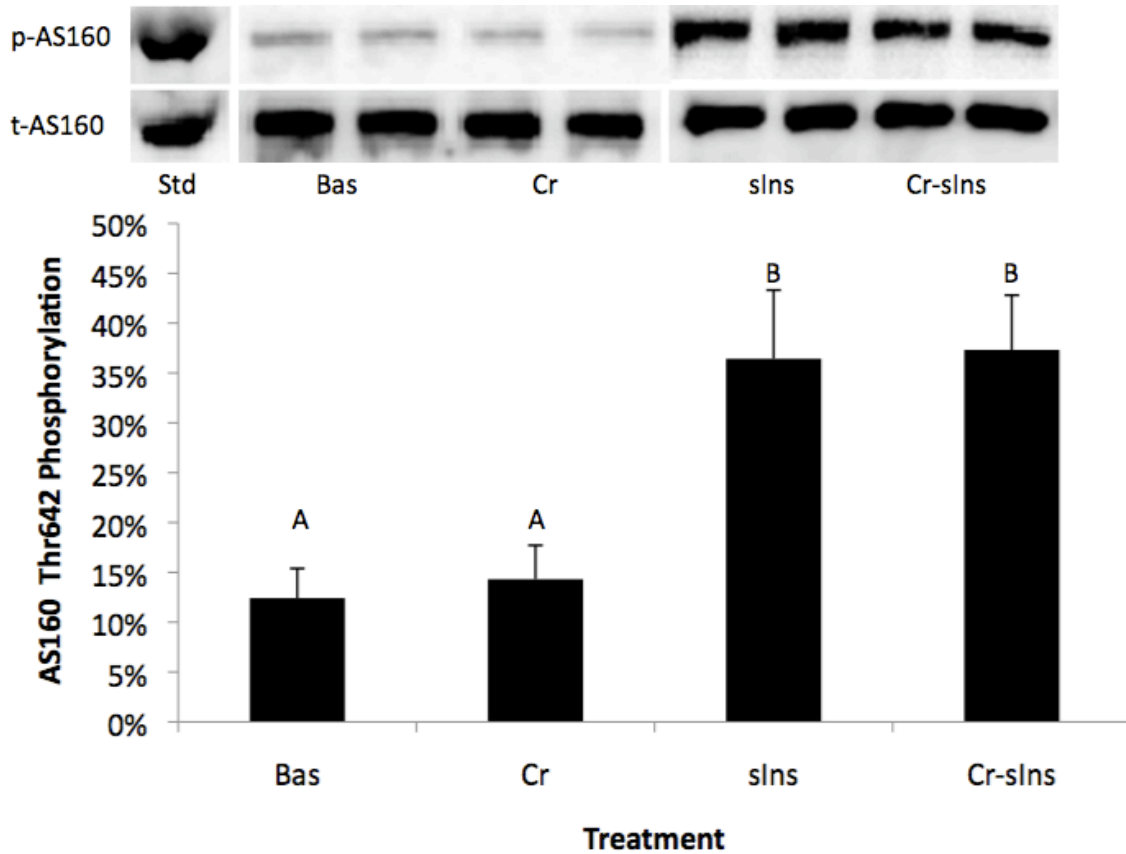 p-AS160
t-AS160
Std Bas Cr sIns Cr-sIns
AS160 Thr642 Phosphorylation
50%
45%
40%
35%
30%
25%
20%
15%
10%
5%
0%
A A B B
Bas Cr sIns Cr-sIns
Treatment